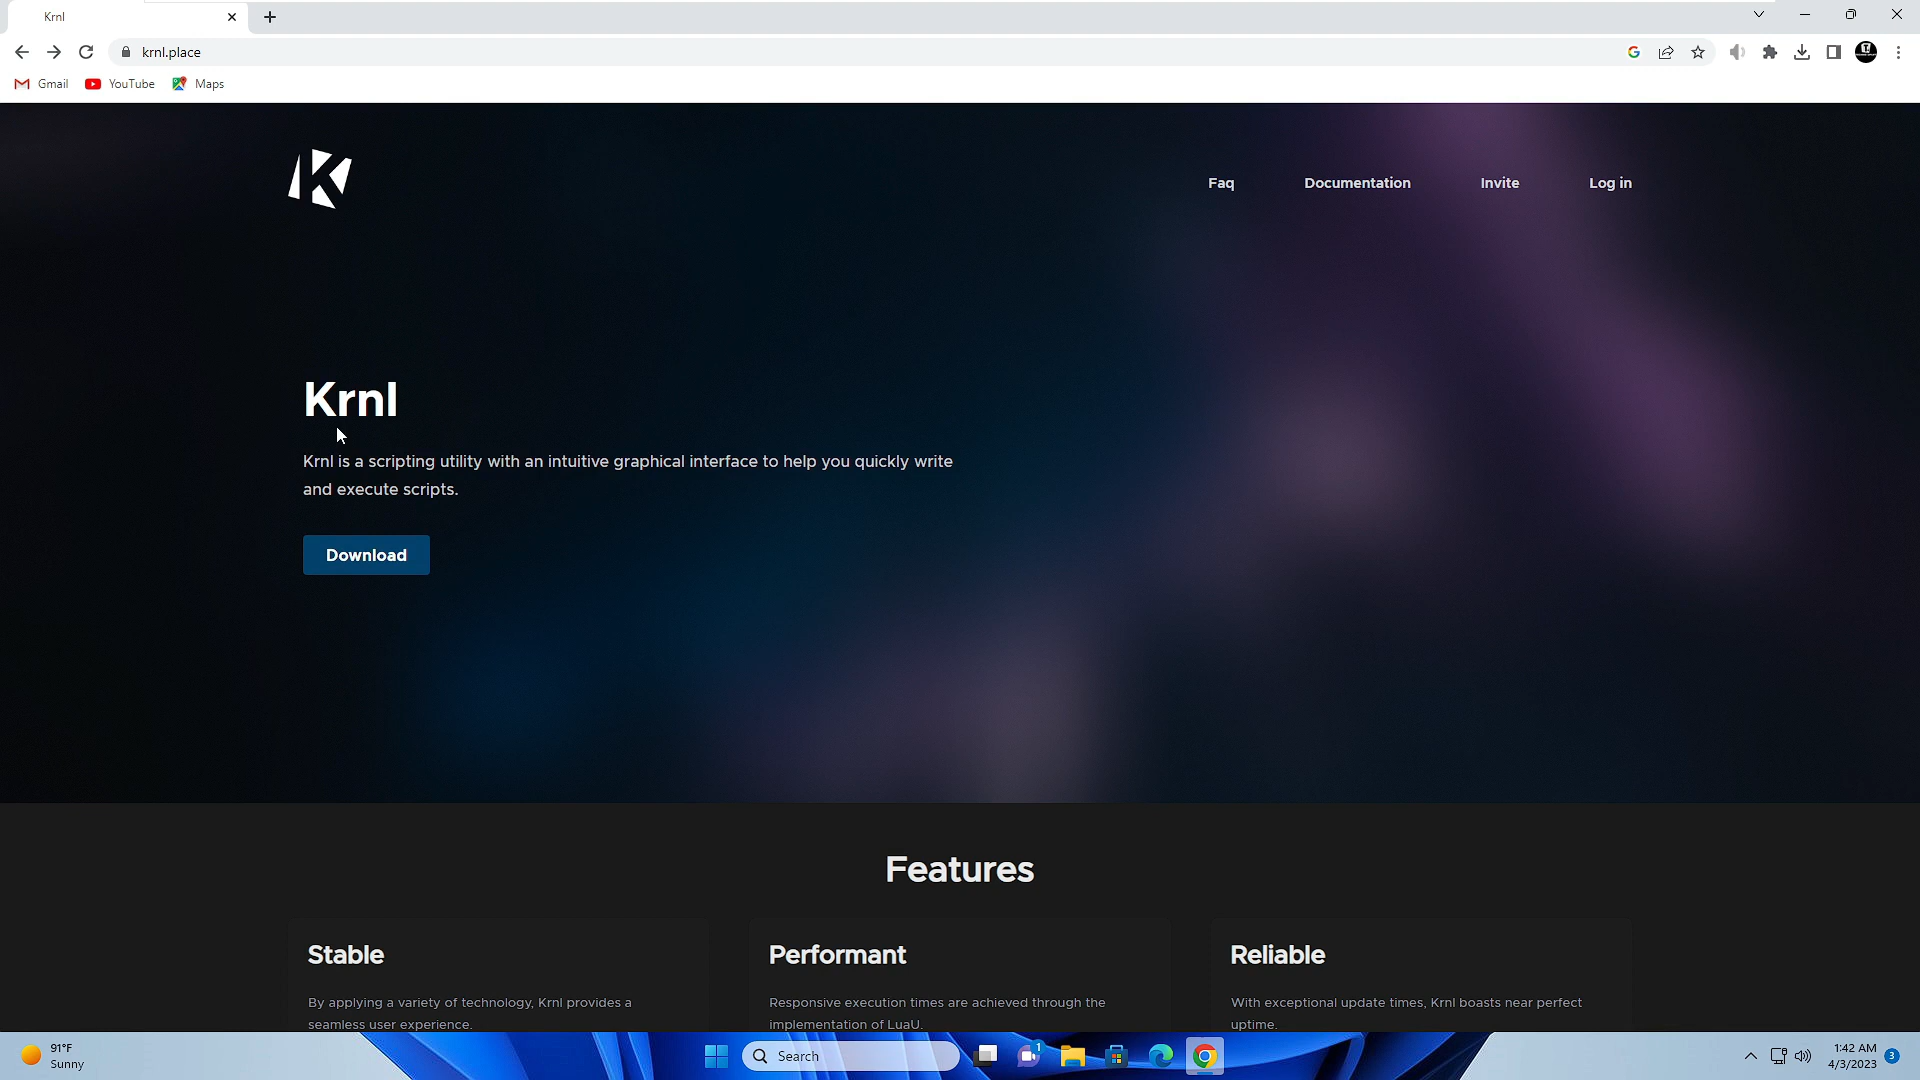 Krnl
krnl.place
Gmail YouTube Maps
Faq Documentation Invite Log in
Krnl
Krnl is a scripting utility with an intuitive graphical interface to help you quickly write
and execute scripts.
Download
Features
Stable
By applying a variety of technology, Krnl provides a
seamless user experience.
Performant
Responsive execution times are achieved through the
implementation of LuaU.
Reliable
With exceptional update times, Krnl boasts near perfect
uptime.
91°F
Sunny
Search
1
1:42 AM
4/3/2023
3